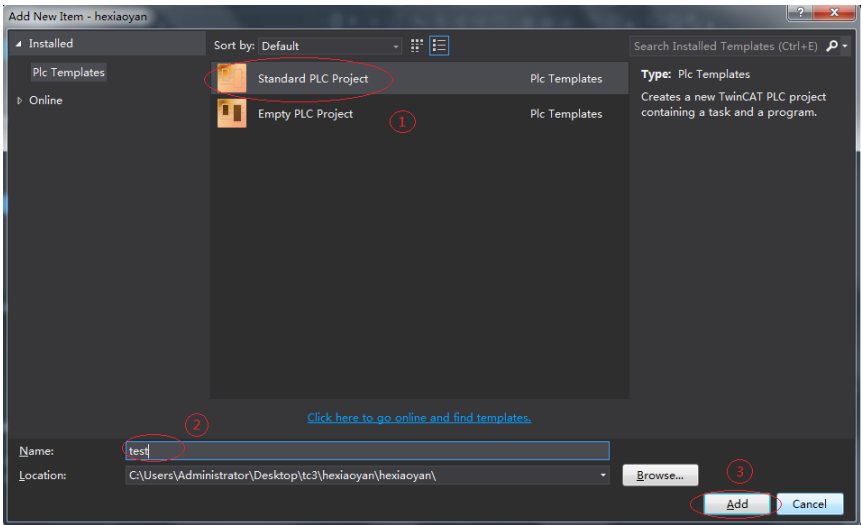 Add New Item - hexiaoyan
Installed
Sort by: Default
Search Installed Templates (Ctrl+E)
Plc Templates
Standard PLC Project
Plc Templates
Type: Plc Templates
Online
Empty PLC Project
Plc Templates
Creates a new TwinCAT PLC project
containing a task and a program.
1
Click here to go online and find templates.
2
Name:
test
Location:
C:\Users\Administrator\Desktop\tc3\hexiaoyan\hexiaoyan\
Browse...
3
Add
Cancel